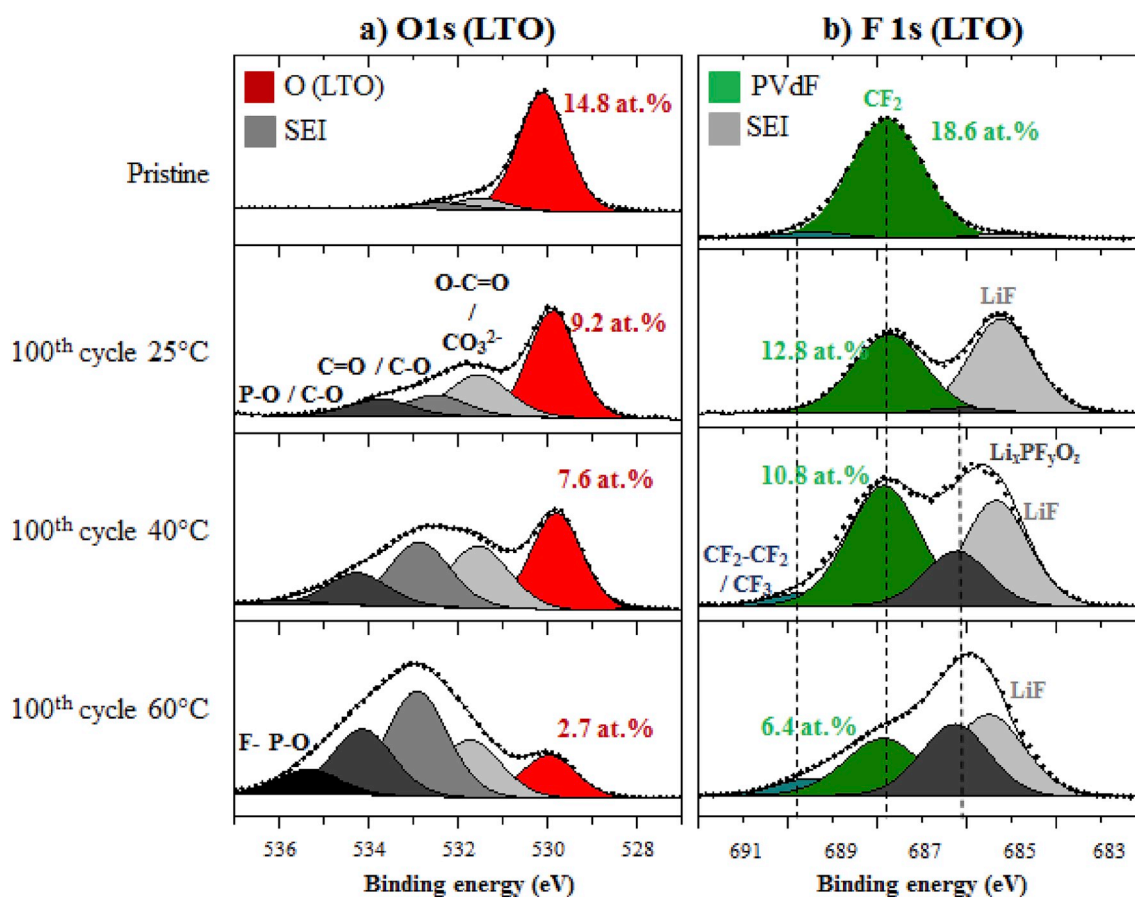 a) O1s (LTO)
b) F 1s (LTO)
O (LTO)
SEI
14.8 at.%
PVdF
SEI
CF₂
18.6 at.%
Pristine
O-C=O
/
CO₃²⁻
C=O / C-O
P-O / C-O
9.2 at.%
LiF
12.8 at.%
100th cycle 25°C
7.6 at.%
10.8 at.%
LiₓPFᵧO_z
LiF
CF₂-CF₂
/ CF₃
100th cycle 40°C
F- P-O
2.7 at.%
6.4 at.%
LiF
100th cycle 60°C
536 534 532 530 528
691 689 687 685 683
Binding energy (eV)
Binding energy (eV)